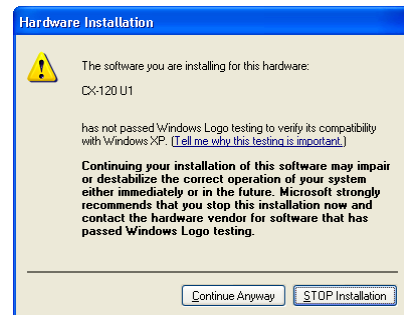 Hardware Installation
The software you are installing for this hardware:
CX-120 U1
has not passed Windows Logo testing to verify its compatibility
with Windows XP. (Tell me why this testing is important.)
Continuing your installation of this software may impair
or destabilize the correct operation of your system
either immediately or in the future. Microsoft strongly
recommends that you stop this installation now and
contact the hardware vendor for software that has
passed Windows Logo testing.
Continue Anyway
STOP Installation